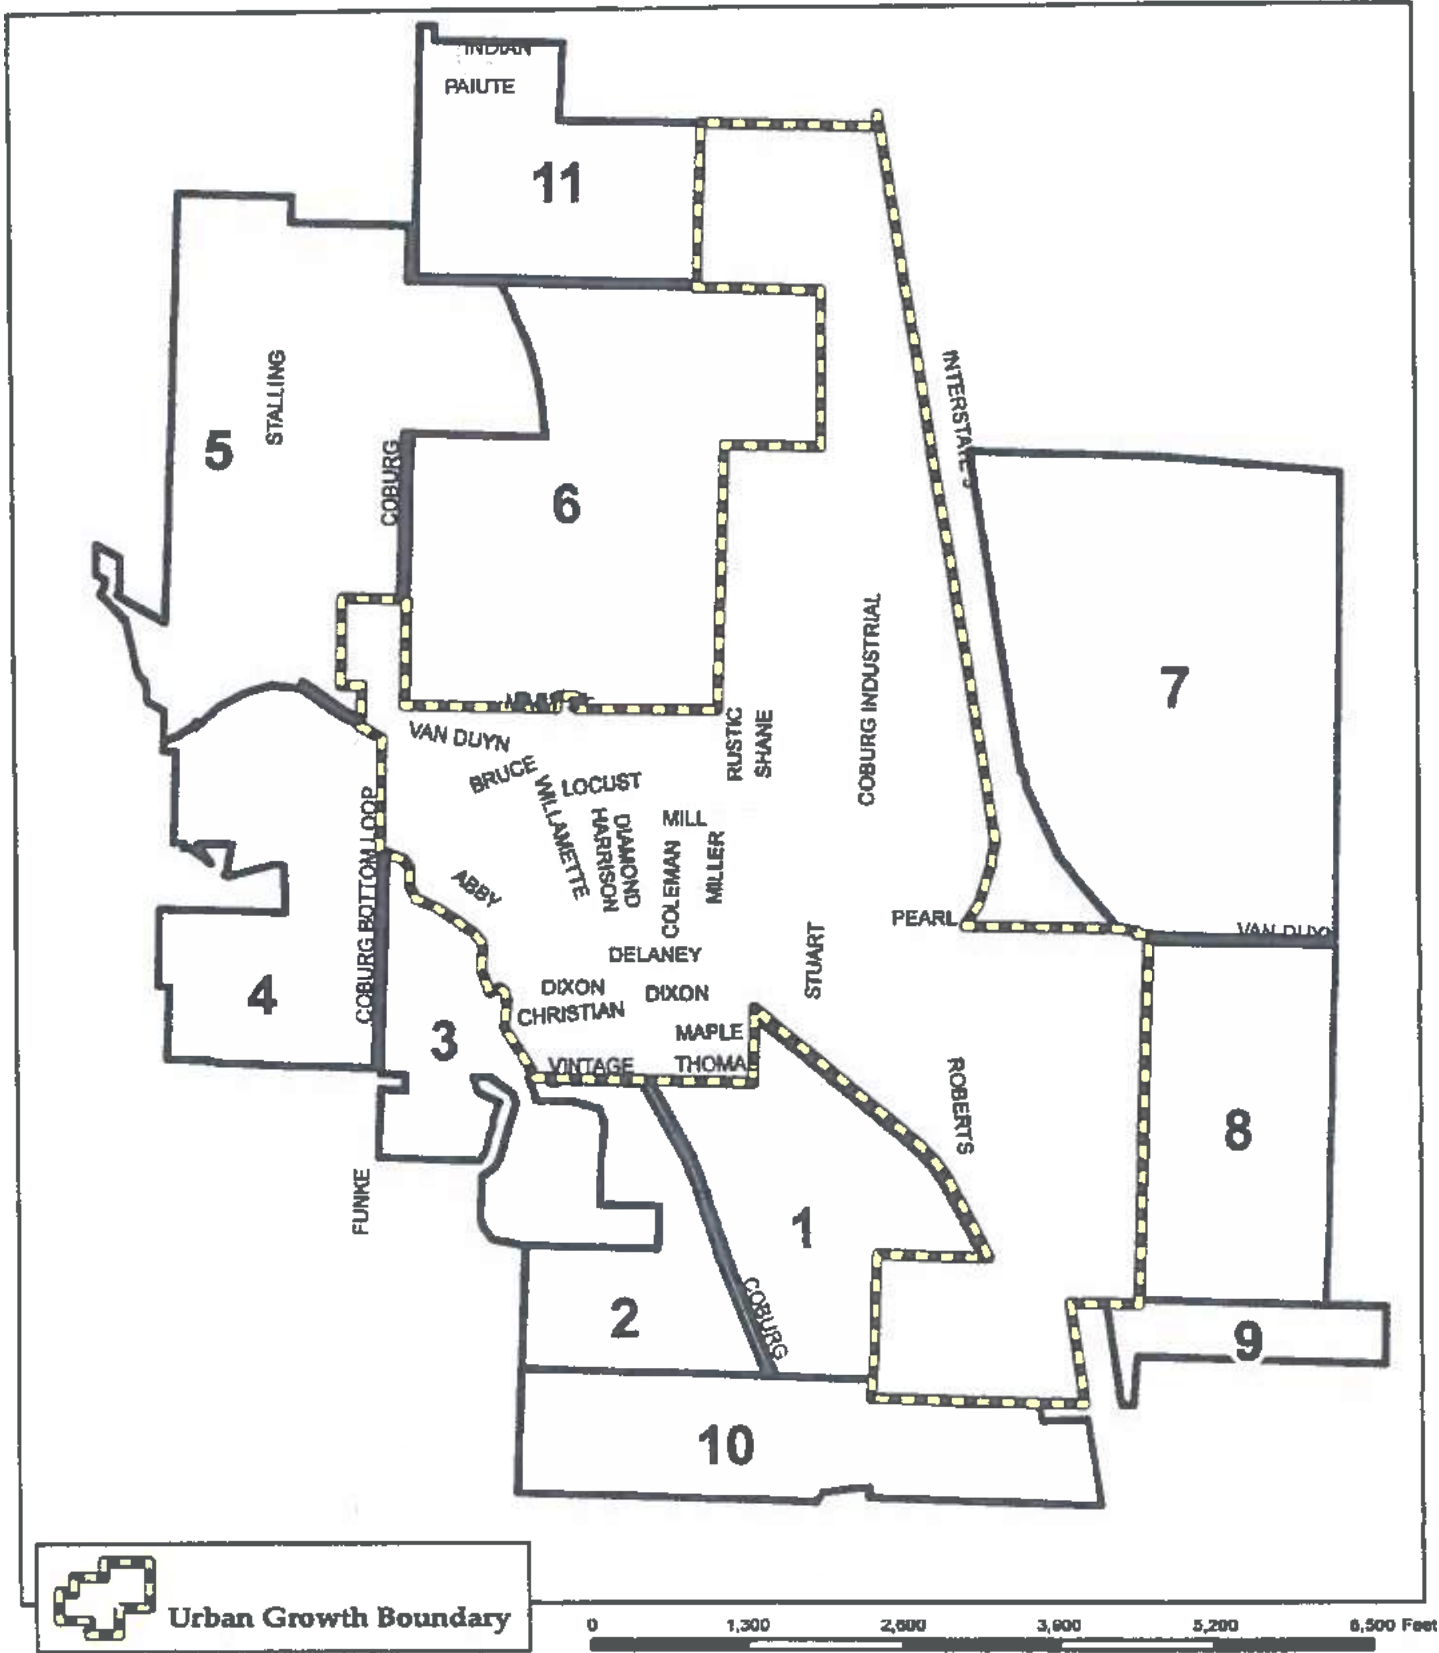 INDIAN
PAIUTE
11
STALLING
5
COBURG
6
INTERSTATE 5
7
COBURG INDUSTRIAL
RUSTIC
SHANE
VAN DUYN
BRUCE
LOCUST
WILLAMETTE
HARRISON
DIAMOND
MILL
COLEMAN
MILLER
COBURG BOTTOM LOOP
ABBY
PEARL
VAN DUYN
STUART
DELANEY
4
DIXON
DIXON
CHRISTIAN
3
MAPLE
VINTAGE
THOMAS
ROBERTS
8
FUNKE
1
2
COBURG
9
10
Urban Growth Boundary
0 1,300 2,600 3,900 5,200 6,500 Feet